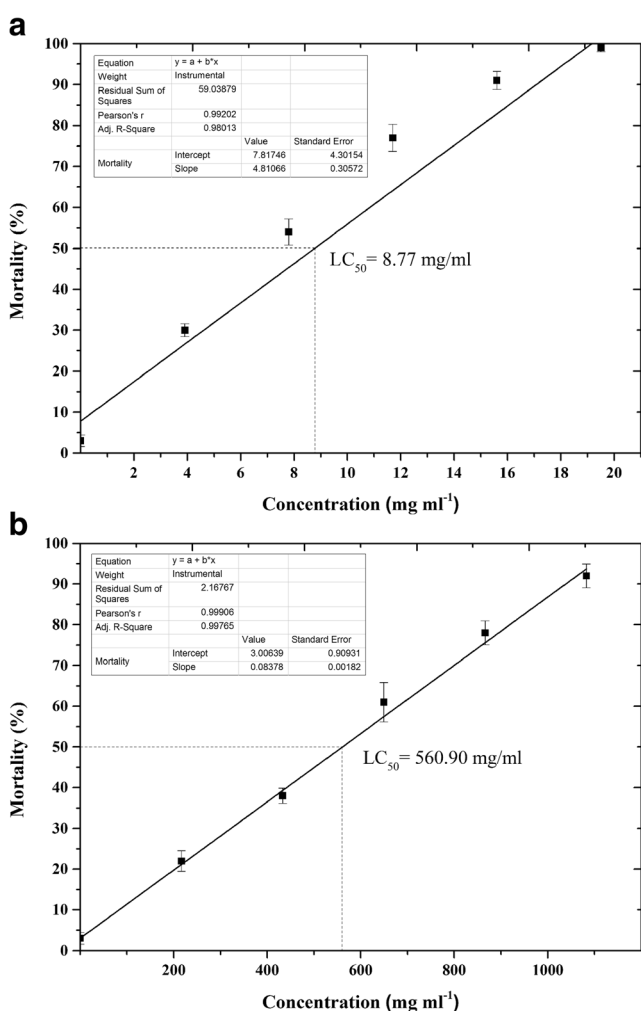 a
100
90
80
70
60
50
40
30
20
10
0
Mortality (%)
Equation y = a + b*x
Weight Instrumental
Residual Sum of Squares 59.03879
Pearson's r 0.99202
Adj. R-Square 0.98013
Value Standard Error
Mortality Intercept 7.81746 4.30154
Slope 4.81066 0.30572
LC50= 8.77 mg/ml
2 4 6 8 10 12 14 16 18 20
Concentration (mg ml-1)
b
100
90
80
70
60
50
40
30
20
10
0
Mortality (%)
Equation y = a + b*x
Weight Instrumental
Residual Sum of Squares 2.16767
Pearson's r 0.99906
Adj. R-Square 0.99765
Value Standard Error
Mortality Intercept 3.00639 0.90931
Slope 0.08378 0.00182
LC50= 560.90 mg/ml
200 400 600 800 1000
Concentration (mg ml-1)